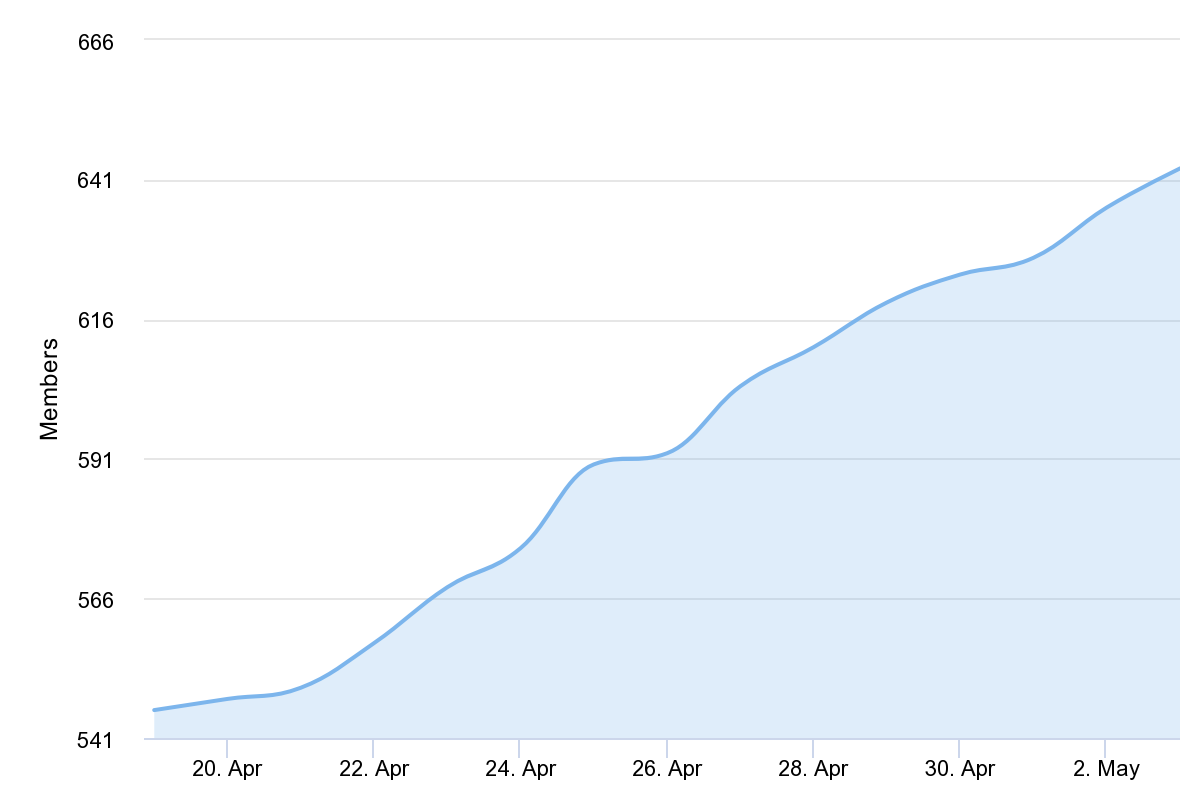 666
641
616
591
566
541
Members
20. Apr
22. Apr
24. Apr
26. Apr
28. Apr
30. Apr
2. May